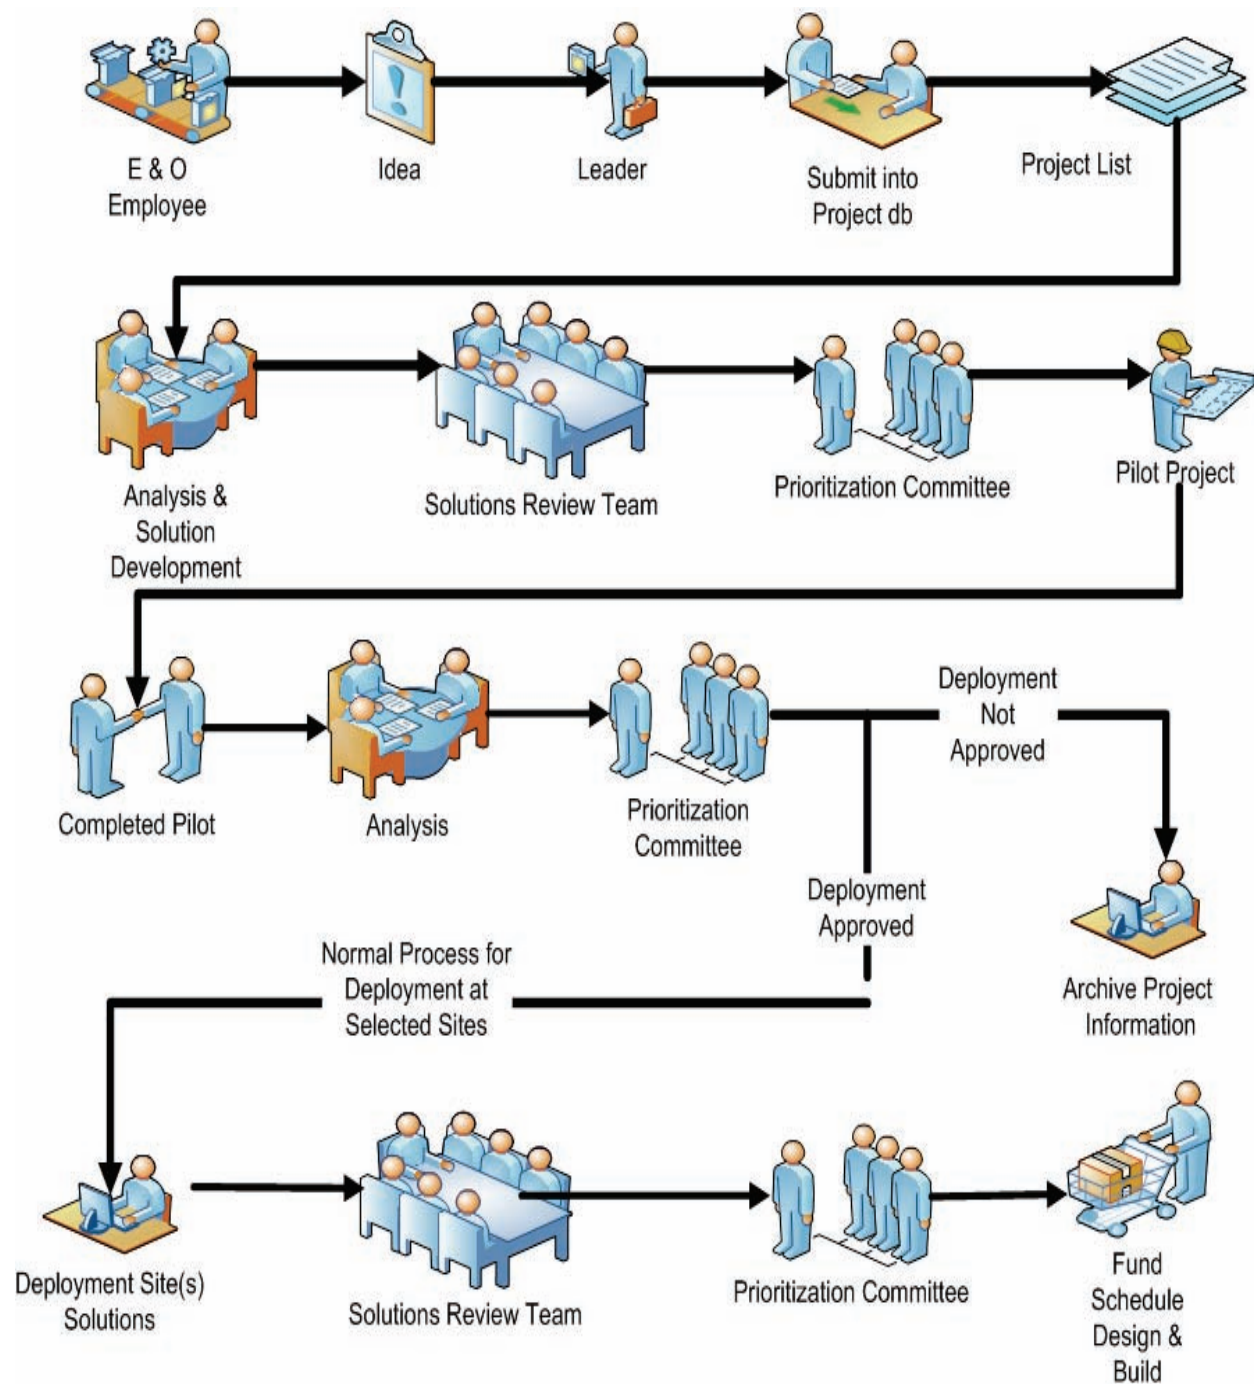 E & O
Employee
Idea
Leader
Submit into
Project db
Project List
Analysis &
Solution
Development
Solutions Review Team
Prioritization Committee
Pilot Project
Completed Pilot
Analysis
Prioritization
Committee
Deployment
Not
Approved
Deployment
Approved
Archive Project
Information
Normal Process for
Deployment at
Selected Sites
Deployment Site(s)
Solutions
Solutions Review Team
Prioritization Committee
Fund
Schedule
Design &
Build